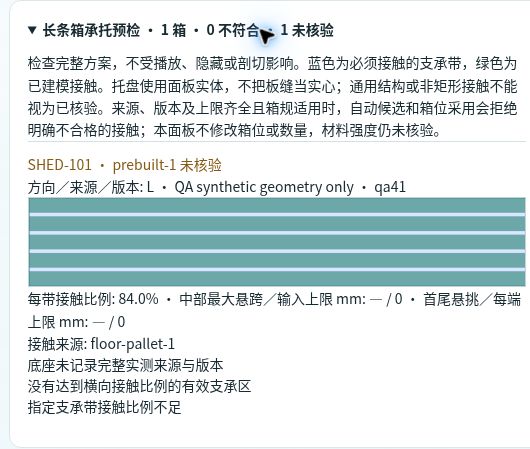 ▼ 长条箱承托预检 · 1 箱 · 0 不符合 · 1 未核验
检查完整方案，不受播放、隐藏或剖切影响。蓝色为必须接触的支承带，绿色为
已建模接触。托盘使用面板实体，不把板缝当实心；通用结构或非矩形接触不能
视为已核验。来源、版本及上限齐全且箱规适用时，自动候选和箱位采用会拒绝
明确不合格的接触；本面板不修改箱位或数量，材料强度仍未核验。
SHED-101 · prebuilt-1 未核验
方向／来源／版本: L · QA synthetic geometry only · qa41
每带接触比例: 84.0% · 中部最大悬跨／输入上限 mm: — / 0 · 首尾悬挑／每端
上限 mm: — / 0
接触来源: floor-pallet-1
底座未记录完整实测来源与版本
没有达到横向接触比例的有效支承区
指定支承带接触比例不足